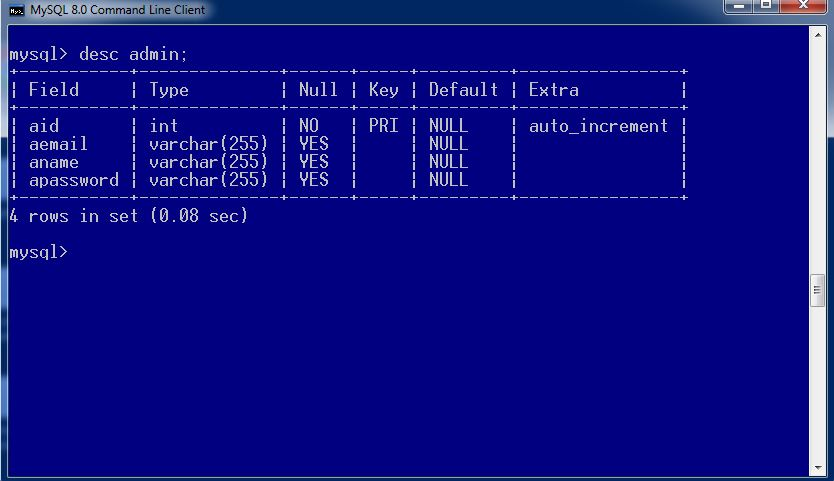 MySQL 8.0 Command Line Client
mysql> desc admin;
+------------+--------------+------+-----+---------+----------------+
| Field      | Type         | Null | Key | Default | Extra          |
+------------+--------------+------+-----+---------+----------------+
| aid        | int          | NO   | PRI | NULL    | auto_increment |
| aemail     | varchar(255) | YES  |     | NULL    |                |
| aname      | varchar(255) | YES  |     | NULL    |                |
| apassword  | varchar(255) | YES  |     | NULL    |                |
+------------+--------------+------+-----+---------+----------------+
4 rows in set (0.08 sec)
mysql>